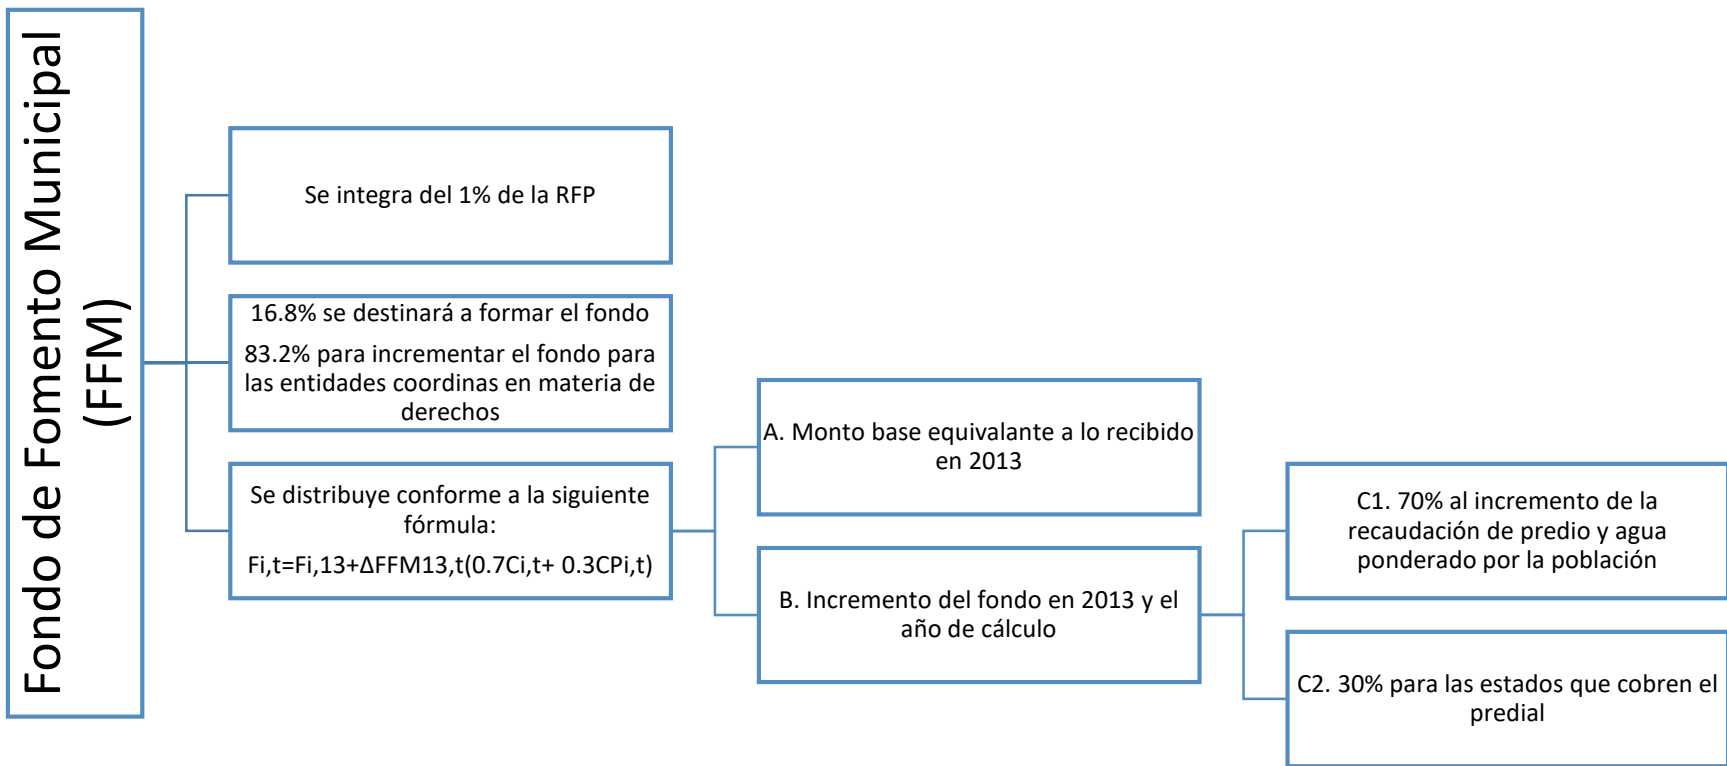 Fondo de Fomento Municipal
(FFM)
Se integra del 1% de la RFP
16.8% se destinará a formar el fondo
83.2% para incrementar el fondo para
las entidades coordinas en materia de
derechos
Se distribuye conforme a la siguiente
fórmula:
Fi,t=Fi,13+ΔFFM13,t(0.7Ci,t+ 0.3CPi,t)
A. Monto base equivalante a lo recibido
en 2013
B. Incremento del fondo en 2013 y el
año de cálculo
C1. 70% al incremento de la
recaudación de predio y agua
ponderado por la población
C2. 30% para las estados que cobren el
predial